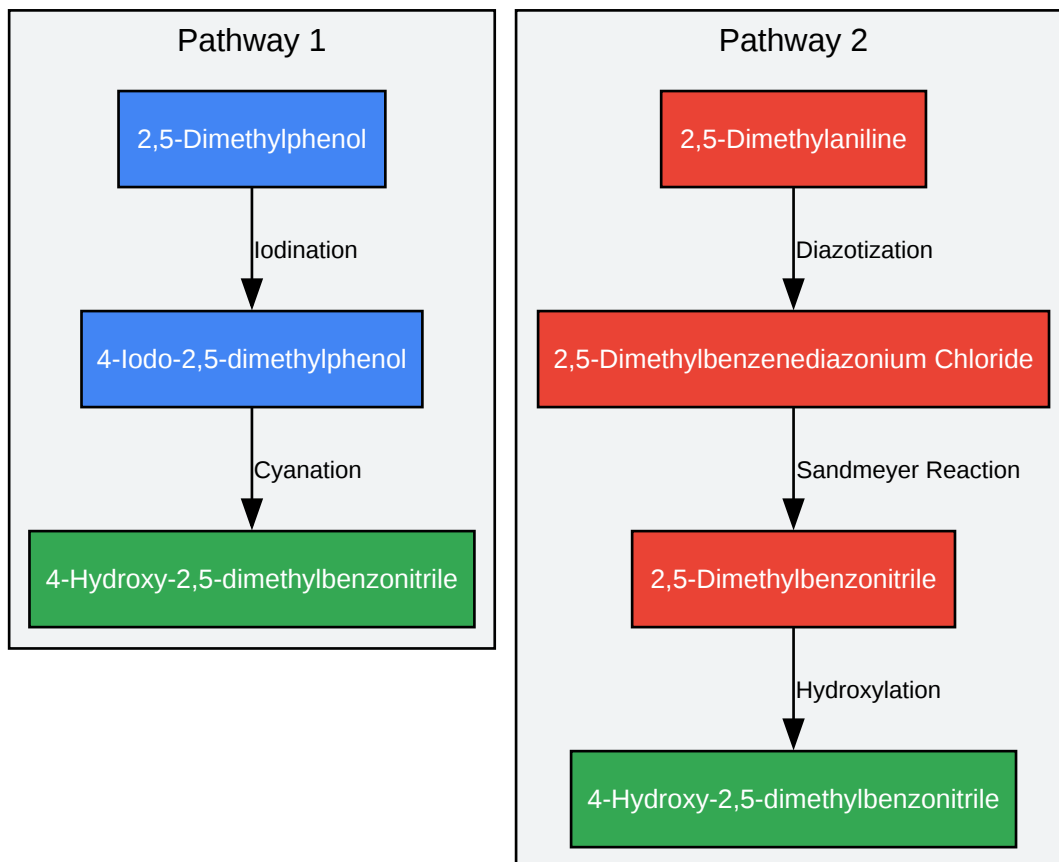 Pathway 1
2,5-Dimethylphenol
Iodination
4-Iodo-2,5-dimethylphenol
Cyanation
4-Hydroxy-2,5-dimethylbenzonitrile
Pathway 2
2,5-Dimethylaniline
Diazotization
2,5-Dimethylbenzenediazonium Chloride
Sandmeyer Reaction
2,5-Dimethylbenzonitrile
Hydroxylation
4-Hydroxy-2,5-dimethylbenzonitrile